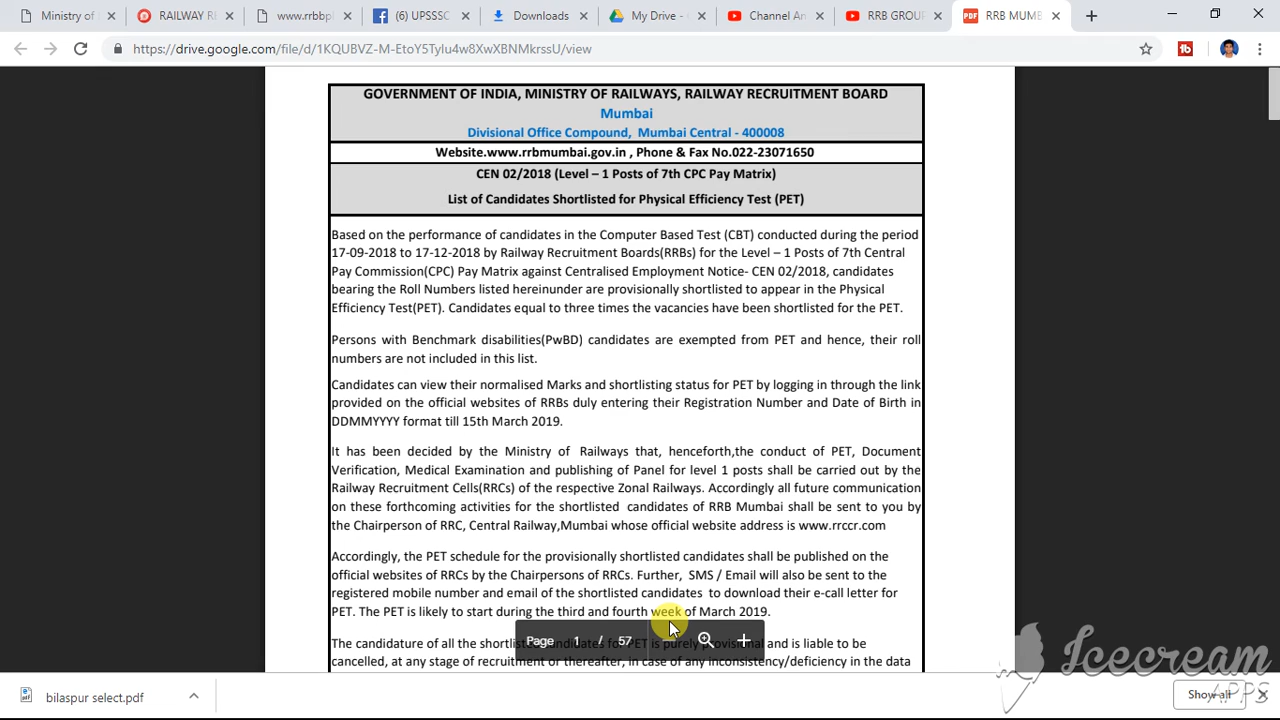 Ministry of
RAILWAY RE
www.rrbbp
(6) UPSSSC
Downloads
My Drive -
Channel An
RRB GROUP
PDF
RRB MUMB
https://drive.google.com/file/d/1KQUBVZ-M-EtoY5Tylu4w8XwXBNMkrssU/view
GOVERNMENT OF INDIA, MINISTRY OF RAILWAYS, RAILWAY RECRUITMENT BOARD
Mumbai
Divisional Office Compound, Mumbai Central - 400008
Website.www.rrbmumbai.gov.in , Phone & Fax No.022-23071650
CEN 02/2018 (Level – 1 Posts of 7th CPC Pay Matrix)
List of Candidates Shortlisted for Physical Efficiency Test (PET)
Based on the performance of candidates in the Computer Based Test (CBT) conducted during the period
17-09-2018 to 17-12-2018 by Railway Recruitment Boards(RRBs) for the Level – 1 Posts of 7th Central
Pay Commission(CPC) Pay Matrix against Centralised Employment Notice- CEN 02/2018, candidates
bearing the Roll Numbers listed hereinunder are provisionally shortlisted to appear in the Physical
Efficiency Test(PET). Candidates equal to three times the vacancies have been shortlisted for the PET.
Persons with Benchmark disabilities(PwBD) candidates are exempted from PET and hence, their roll
numbers are not included in this list.
Candidates can view their normalised Marks and shortlisting status for PET by logging in through the link
provided on the official websites of RRBs duly entering their Registration Number and Date of Birth in
DDMMYYYY format till 15th March 2019.
It has been decided by the Ministry of Railways that, henceforth,the conduct of PET, Document
Verification, Medical Examination and publishing of Panel for level 1 posts shall be carried out by the
Railway Recruitment Cells(RRCs) of the respective Zonal Railways. Accordingly all future communication
on these forthcoming activities for the shortlisted candidates of RRB Mumbai shall be sent to you by
the Chairperson of RRC, Central Railway,Mumbai whose official website address is www.rrccr.com
Accordingly, the PET schedule for the provisionally shortlisted candidates shall be published on the
official websites of RRCs by the Chairpersons of RRCs. Further, SMS / Email will also be sent to the
registered mobile number and email of the shortlisted candidates to download their e-call letter for
PET. The PET is likely to start during the third and fourth week of March 2019.
The candidature of all the shortlisted candidates for PET is purely provisional and is liable to be
cancelled, at any stage of recruitment or thereafter, in case of any inconsistency/deficiency in the data
Page 1 / 57
bilaspur select.pdf
Show all
Icecream
APPS